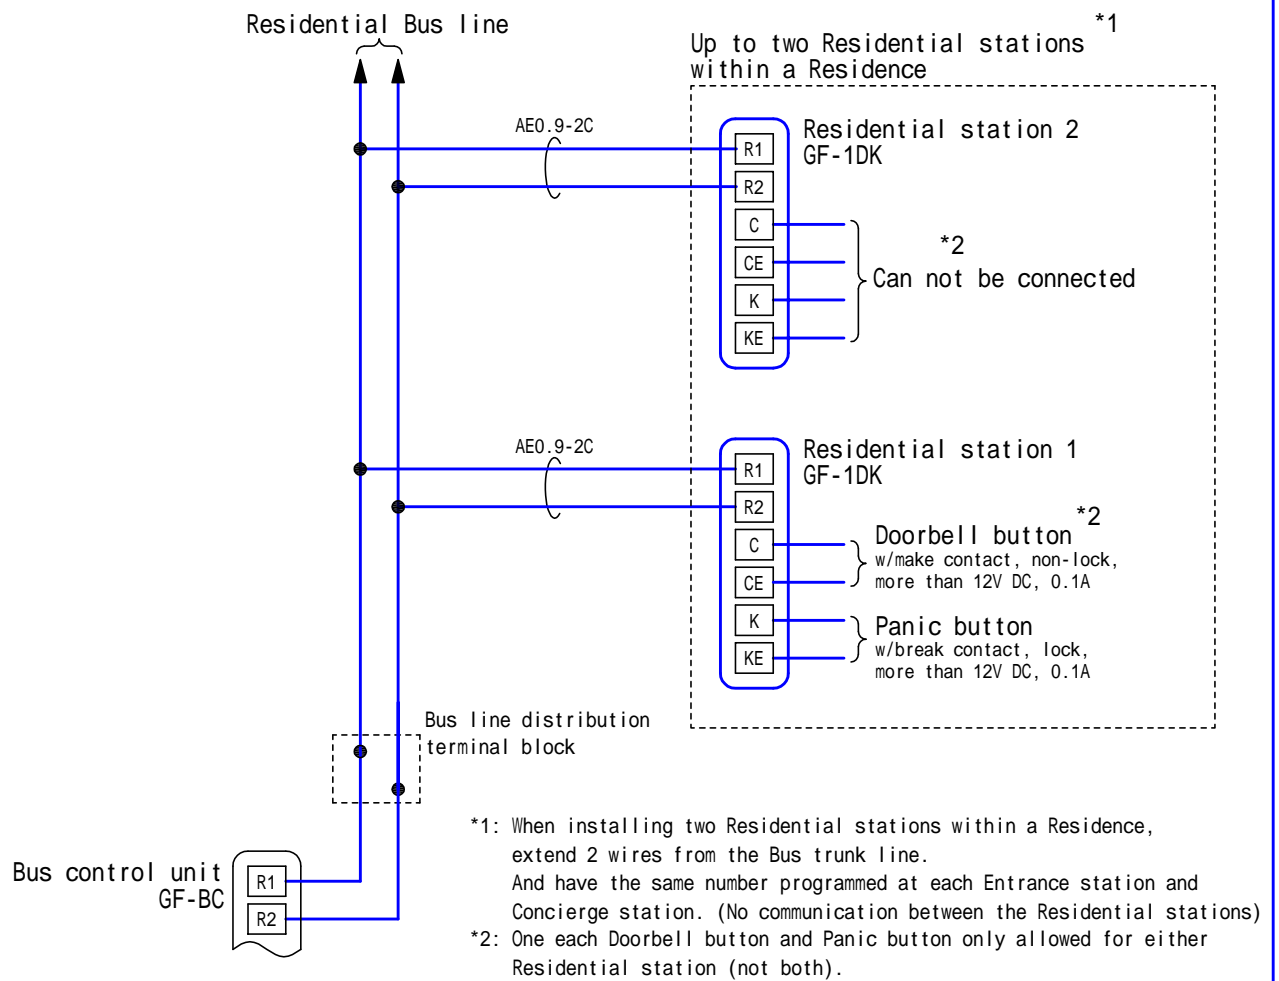 Residential Bus line
*1
Up to two Residential stations
within a Residence
AE0.9-2C
Residential station 2
GF-1DK
R1
R2
C
CE
K
KE
*2
Can not be connected
AE0.9-2C
Residential station 1
GF-1DK
R1
R2
C
CE
K
KE
Doorbell button *2
w/make contact, non-lock,
more than 12V DC, 0.1A
Panic button
w/break contact, lock,
more than 12V DC, 0.1A
Bus line distribution
terminal block
Bus control unit
GF-BC
R1
R2
*1: When installing two Residential stations within a Residence,
extend 2 wires from the Bus trunk line.
And have the same number programmed at each Entrance station and
Concierge station. (No communication between the Residential stations)
*2: One each Doorbell button and Panic button only allowed for either
Residential station (not both).